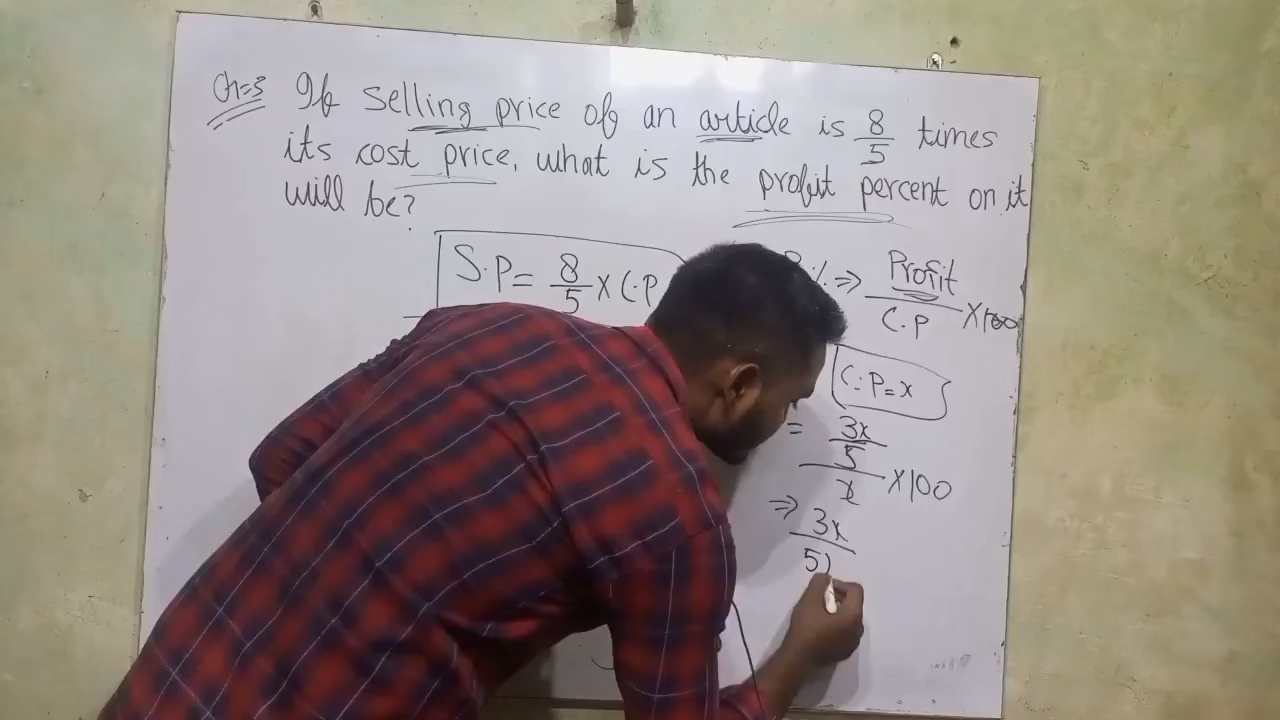 Qn=3 If selling price of an article is 8/5 times
its cost price, what is the profit percent on it
will be?
S.P = 8/5 x C.P
% ⇒ Profit/C.P x100
C.P = x
= 3x/5/x x100
⇒ 3x/5